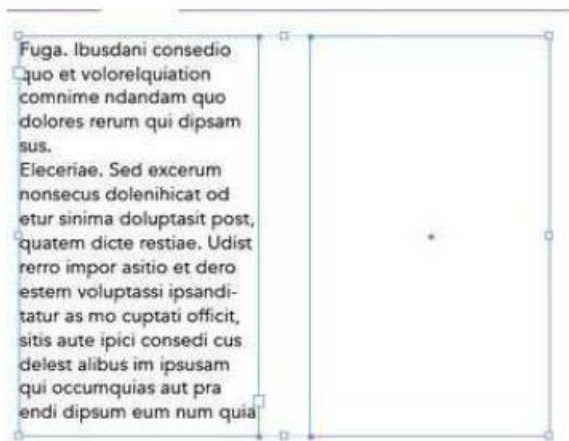 Fuga. Ibusdani consedio
quo et volorelquiation
comnime ndandam quo
dolores rerum qui dipsam
sus.
Eleceriae. Sed excerum
nonsecus dolenihicat od
etur sinima doluptasit post,
quatem dicte restiae. Udist
rerro impor asitio et dero
estem voluptassi ipsandi-
tatur as mo cuptati officit,
sitis aute ipici consedi cus
delest alibus im ipsusam
qui occumquias aut pra
endi dipsum eum num quia